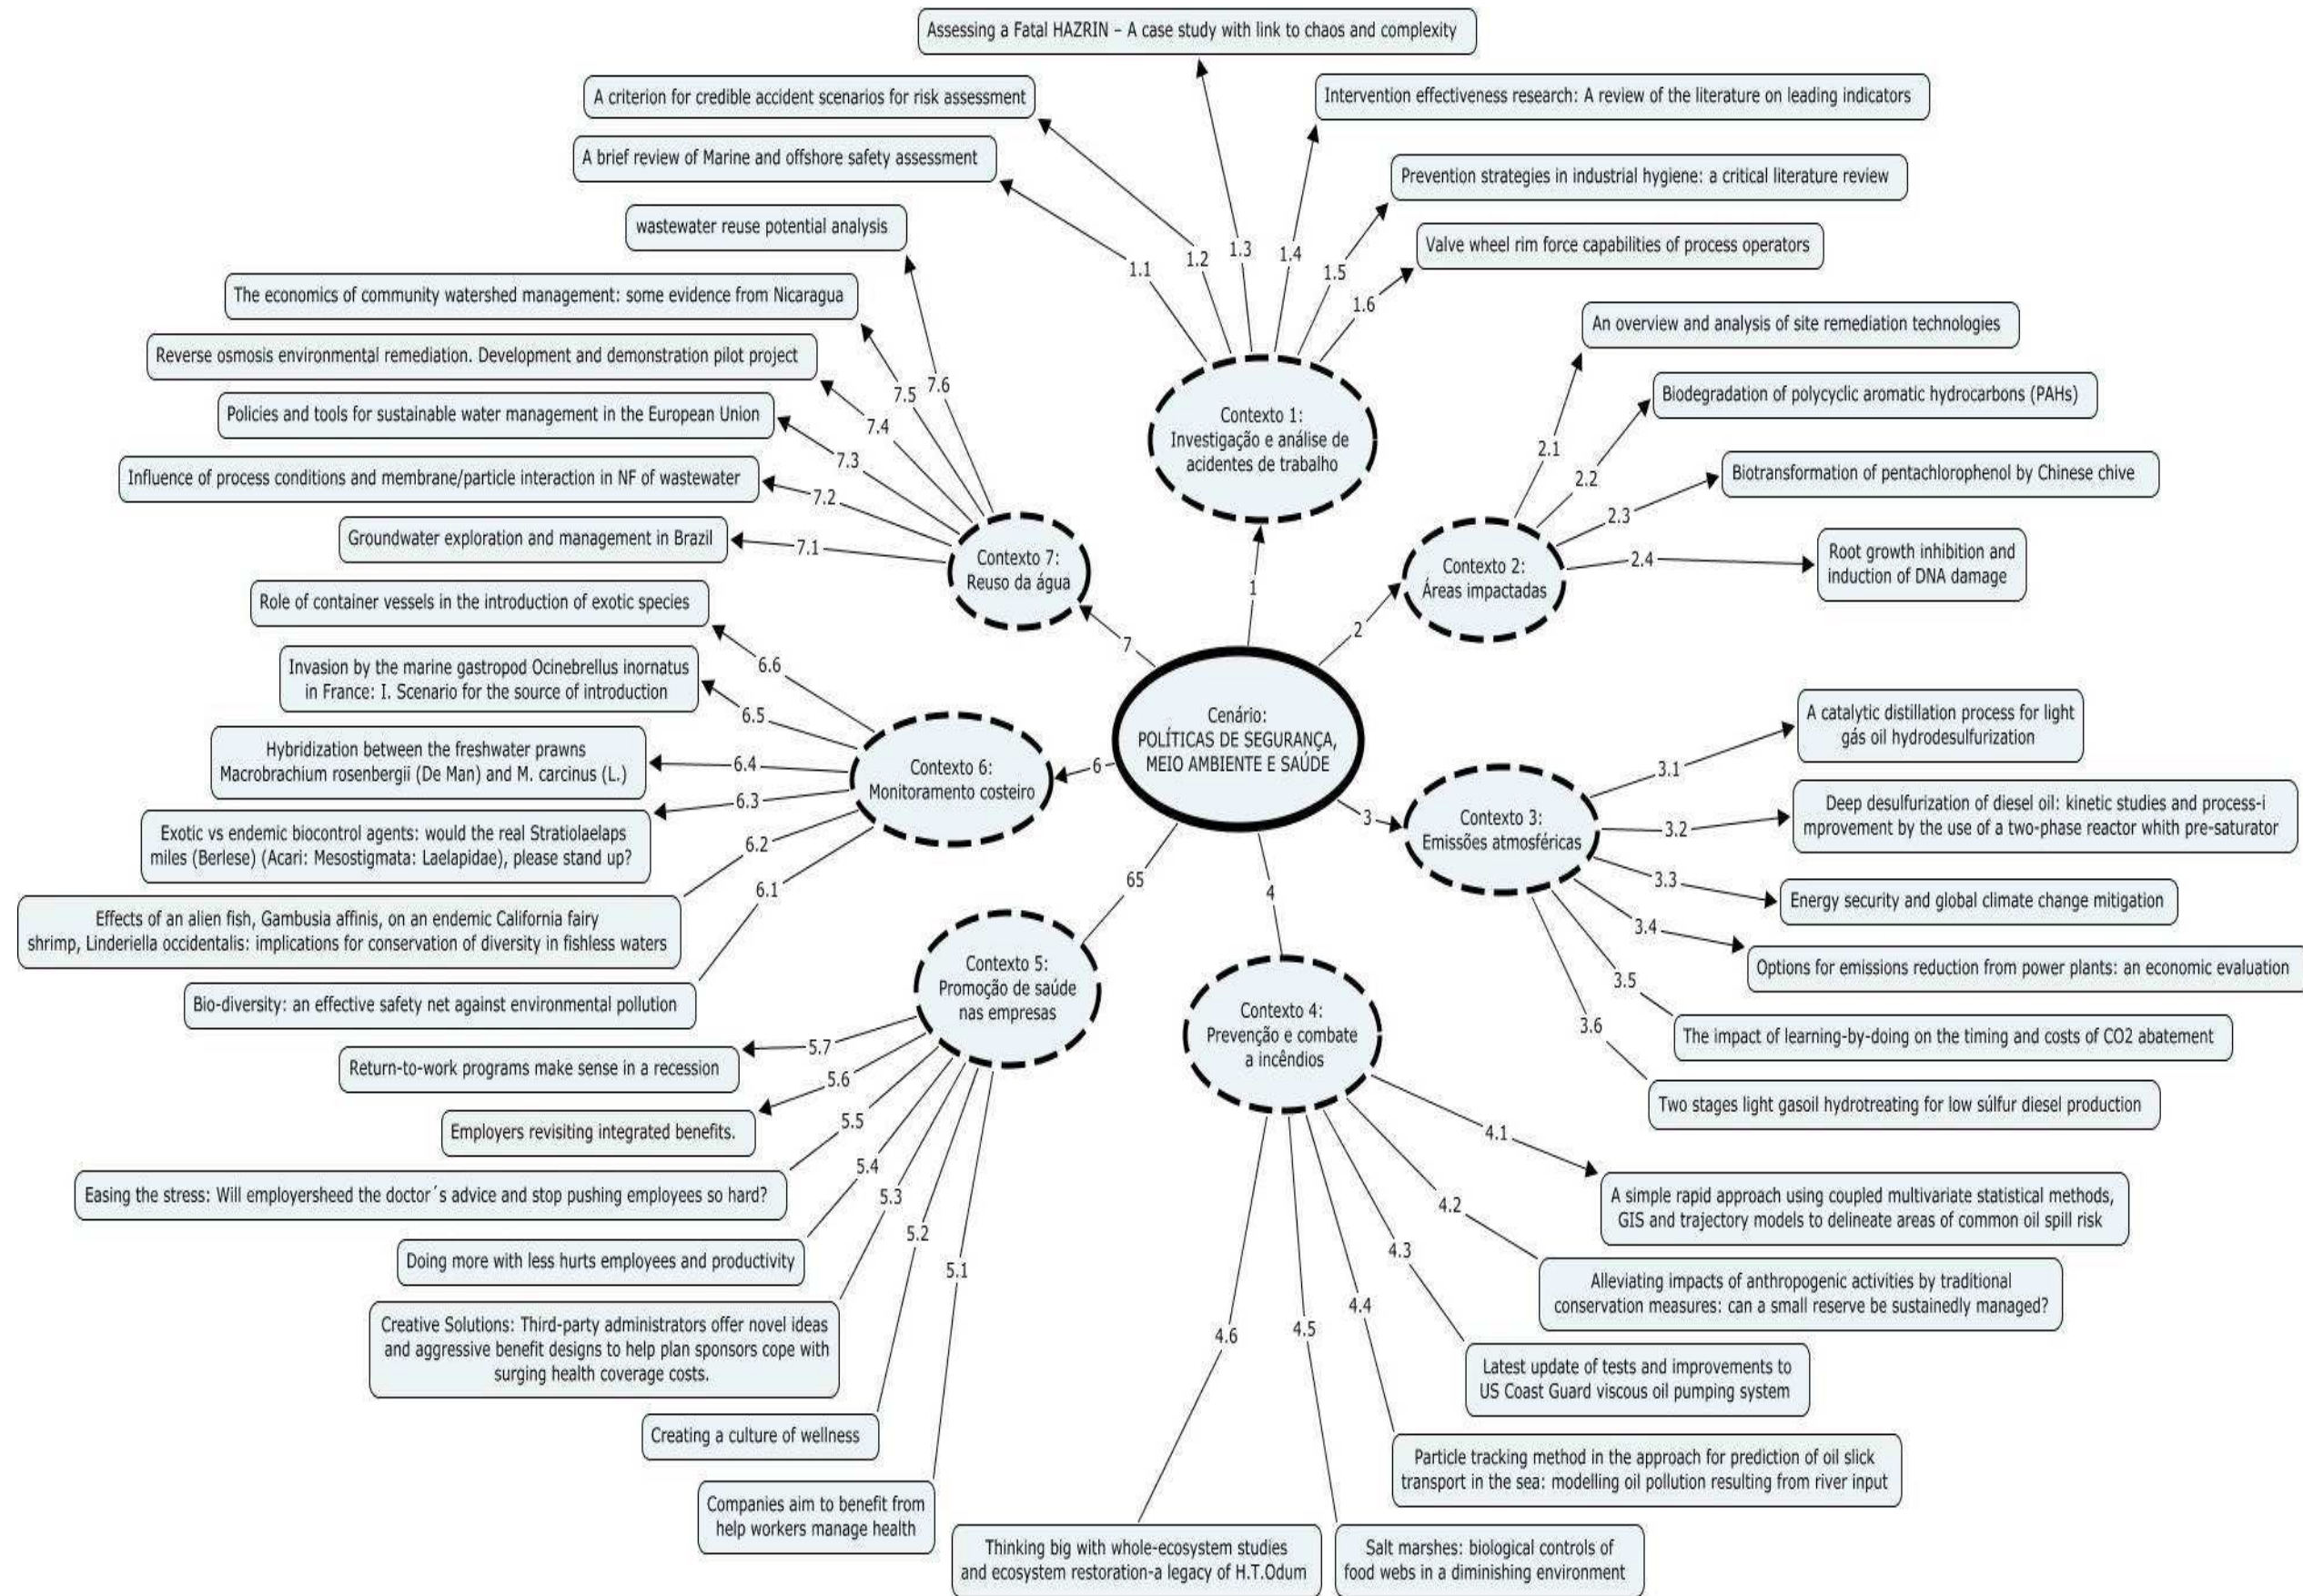 Assessing a Fatal HAZRIN – A case study with link to chaos and complexity
A criterion for credible accident scenarios for risk assessment
Intervention effectiveness research: A review of the literature on leading indicators
A brief review of Marine and offshore safety assessment
Prevention strategies in industrial hygiene: a critical literature review
Valve wheel rim force capabilities of process operators
1.1
1.2
1.3
1.4
1.5
1.6
Contexto 1:
Investigação e análise de
acidentes de trabalho
1
An overview and analysis of site remediation technologies
Biodegradation of polycyclic aromatic hydrocarbons (PAHs)
Biotransformation of pentachlorophenol by Chinese chive
Root growth inhibition and
induction of DNA damage
2.1
2.2
2.3
2.4
Contexto 2:
Áreas impactadas
2
Cenário:
POLÍTICAS DE SEGURANÇA,
MEIO AMBIENTE E SAÚDE
A catalytic distillation process for light
gás oil hydrodesulfurization
Deep desulfurization of diesel oil: kinetic studies and process-i
mprovement by the use of a two-phase reactor whith pre-saturator
Energy security and global climate change mitigation
Options for emissions reduction from power plants: an economic evaluation
The impact of learning-by-doing on the timing and costs of CO2 abatement
Two stages light gasoil hydrotreating for low súlfur diesel production
3.1
3.2
3.3
3.4
3.5
3.6
Contexto 3:
Emissões atmosféricas
3
4
Contexto 4:
Prevenção e combate
a incêndios
4.1
4.2
4.3
4.4
4.5
4.6
A simple rapid approach using coupled multivariate statistical methods,
GIS and trajectory models to delineate areas of common oil spill risk
Alleviating impacts of anthropogenic activities by traditional
conservation measures: can a small reserve be sustainedly managed?
Latest update of tests and improvements to
US Coast Guard viscous oil pumping system
Particle tracking method in the approach for prediction of oil slick
transport in the sea: modelling oil pollution resulting from river input
Salt marshes: biological controls of
food webs in a diminishing environment
Thinking big with whole-ecosystem studies
and ecosystem restoration-a legacy of H.T.Odum
65
Contexto 5:
Promoção de saúde
nas empresas
5.7
5.6
5.5
5.4
5.3
5.2
5.1
Return-to-work programs make sense in a recession
Employers revisiting integrated benefits.
Easing the stress: Will employersheed the doctor´s advice and stop pushing employees so hard?
Doing more with less hurts employees and productivity
Creative Solutions: Third-party administrators offer novel ideas
and aggressive benefit designs to help plan sponsors cope with
surging health coverage costs.
Creating a culture of wellness
Companies aim to benefit from
help workers manage health
6
Contexto 6:
Monitoramento costeiro
6.6
6.5
6.4
6.3
6.2
6.1
Role of container vessels in the introduction of exotic species
Invasion by the marine gastropod Ocinebrellus inornatus
in France: I. Scenario for the source of introduction
Hybridization between the freshwater prawns
Macrobrachium rosenbergii (De Man) and M. carcinus (L.)
Exotic vs endemic biocontrol agents: would the real Stratiolaelaps
miles (Berlese) (Acari: Mesostigmata: Laelapidae), please stand up?
Effects of an alien fish, Gambusia affinis, on an endemic California fairy
shrimp, Linderiella occidentalis: implications for conservation of diversity in fishless waters
Bio-diversity: an effective safety net against environmental pollution
7
Contexto 7:
Reuso da água
7.6
7.5
7.4
7.3
7.2
7.1
wastewater reuse potential analysis
The economics of community watershed management: some evidence from Nicaragua
Reverse osmosis environmental remediation. Development and demonstration pilot project
Policies and tools for sustainable water management in the European Union
Influence of process conditions and membrane/particle interaction in NF of wastewater
Groundwater exploration and management in Brazil